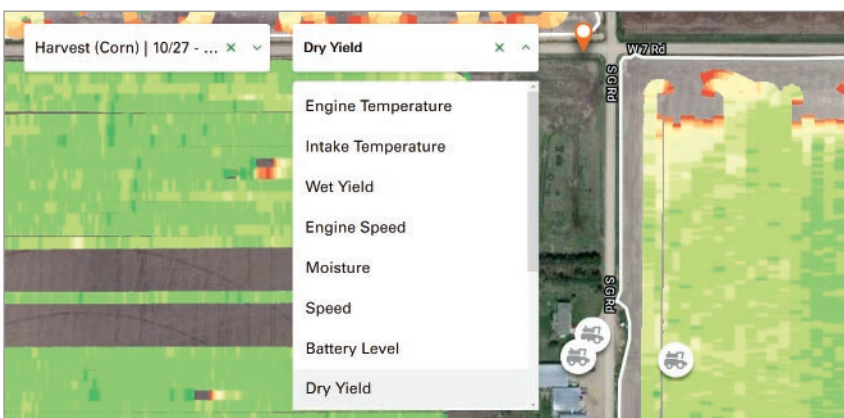 Harvest (Corn) | 10/27 - ...
Dry Yield
W 7 Rd
S G Rd
Engine Temperature
Intake Temperature
Wet Yield
Engine Speed
Moisture
Speed
S G Rd
Battery Level
Dry Yield